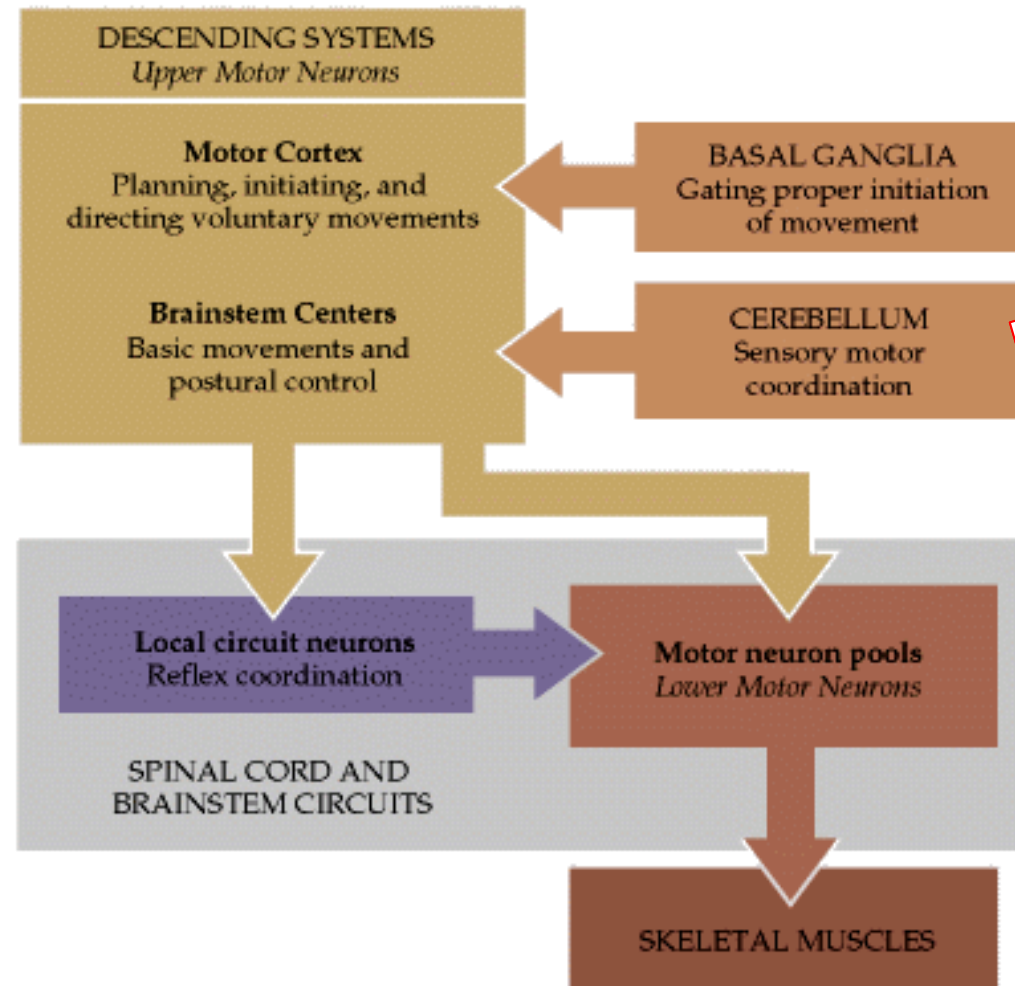 DESCENDING SYSTEMS
Upper Motor Neurons
Motor Cortex
Planning, initiating, and
directing voluntary movements
BASAL GANGLIA
Gating proper initiation
of movement
Brainstem Centers
Basic movements and
postural control
CEREBELLUM
Sensory motor
coordination
Local circuit neurons
Reflex coordination
Motor neuron pools
Lower Motor Neurons
SPINAL CORD AND
BRAINSTEM CIRCUITS
SKELETAL MUSCLES